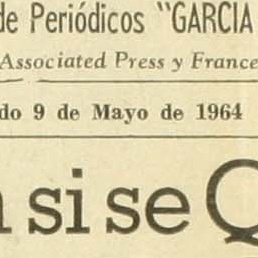 de Periódicos "GARCIA
Associated Press y France
do 9 de Mayo de 1964
si se Q